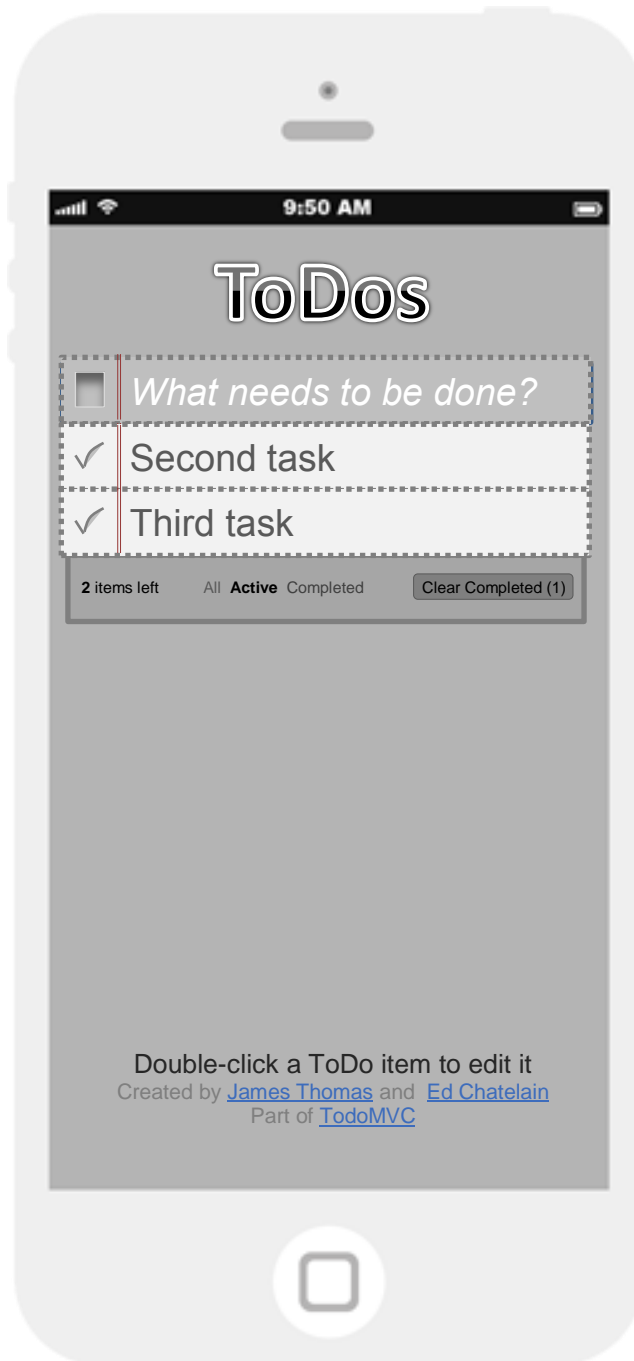 9:50 AM
ToDos
What needs to be done?
Second task
Third task
2 items left All Active Completed Clear Completed (1)
Double-click a ToDo item to edit it
Created by James Thomas and Ed Chatelain
Part of TodoMVC